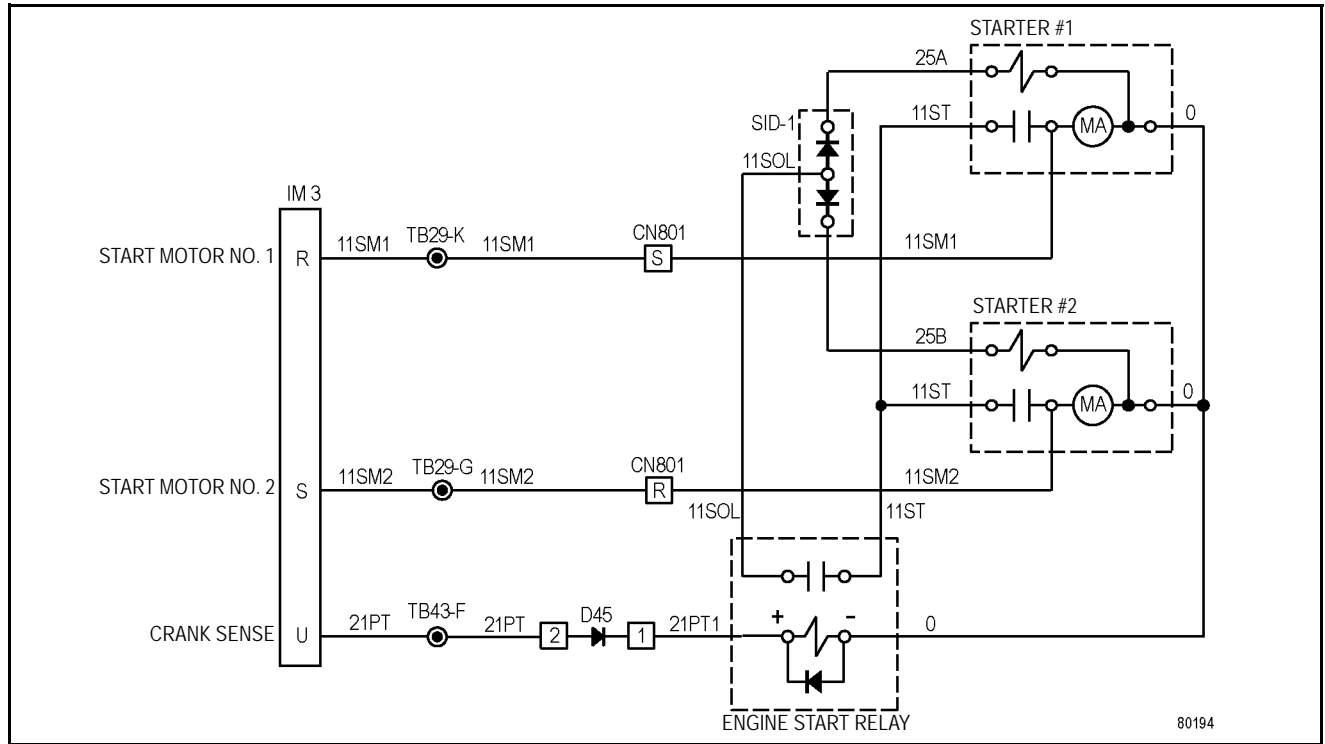 STARTER #1
25A
11ST
MA
0
SID-1
11SOL
IM 3
START MOTOR NO. 1
R
11SM1
TB29-K
11SM1
CN801
S
11SM1
STARTER #2
25B
11ST
MA
0
START MOTOR NO. 2
S
11SM2
TB29-G
11SM2
CN801
R
11SM2
11SOL
11ST
CRANK SENSE
U
21PT
TB43-F
21PT
2
D45
1
21PT1
+
-
0
ENGINE START RELAY
80194